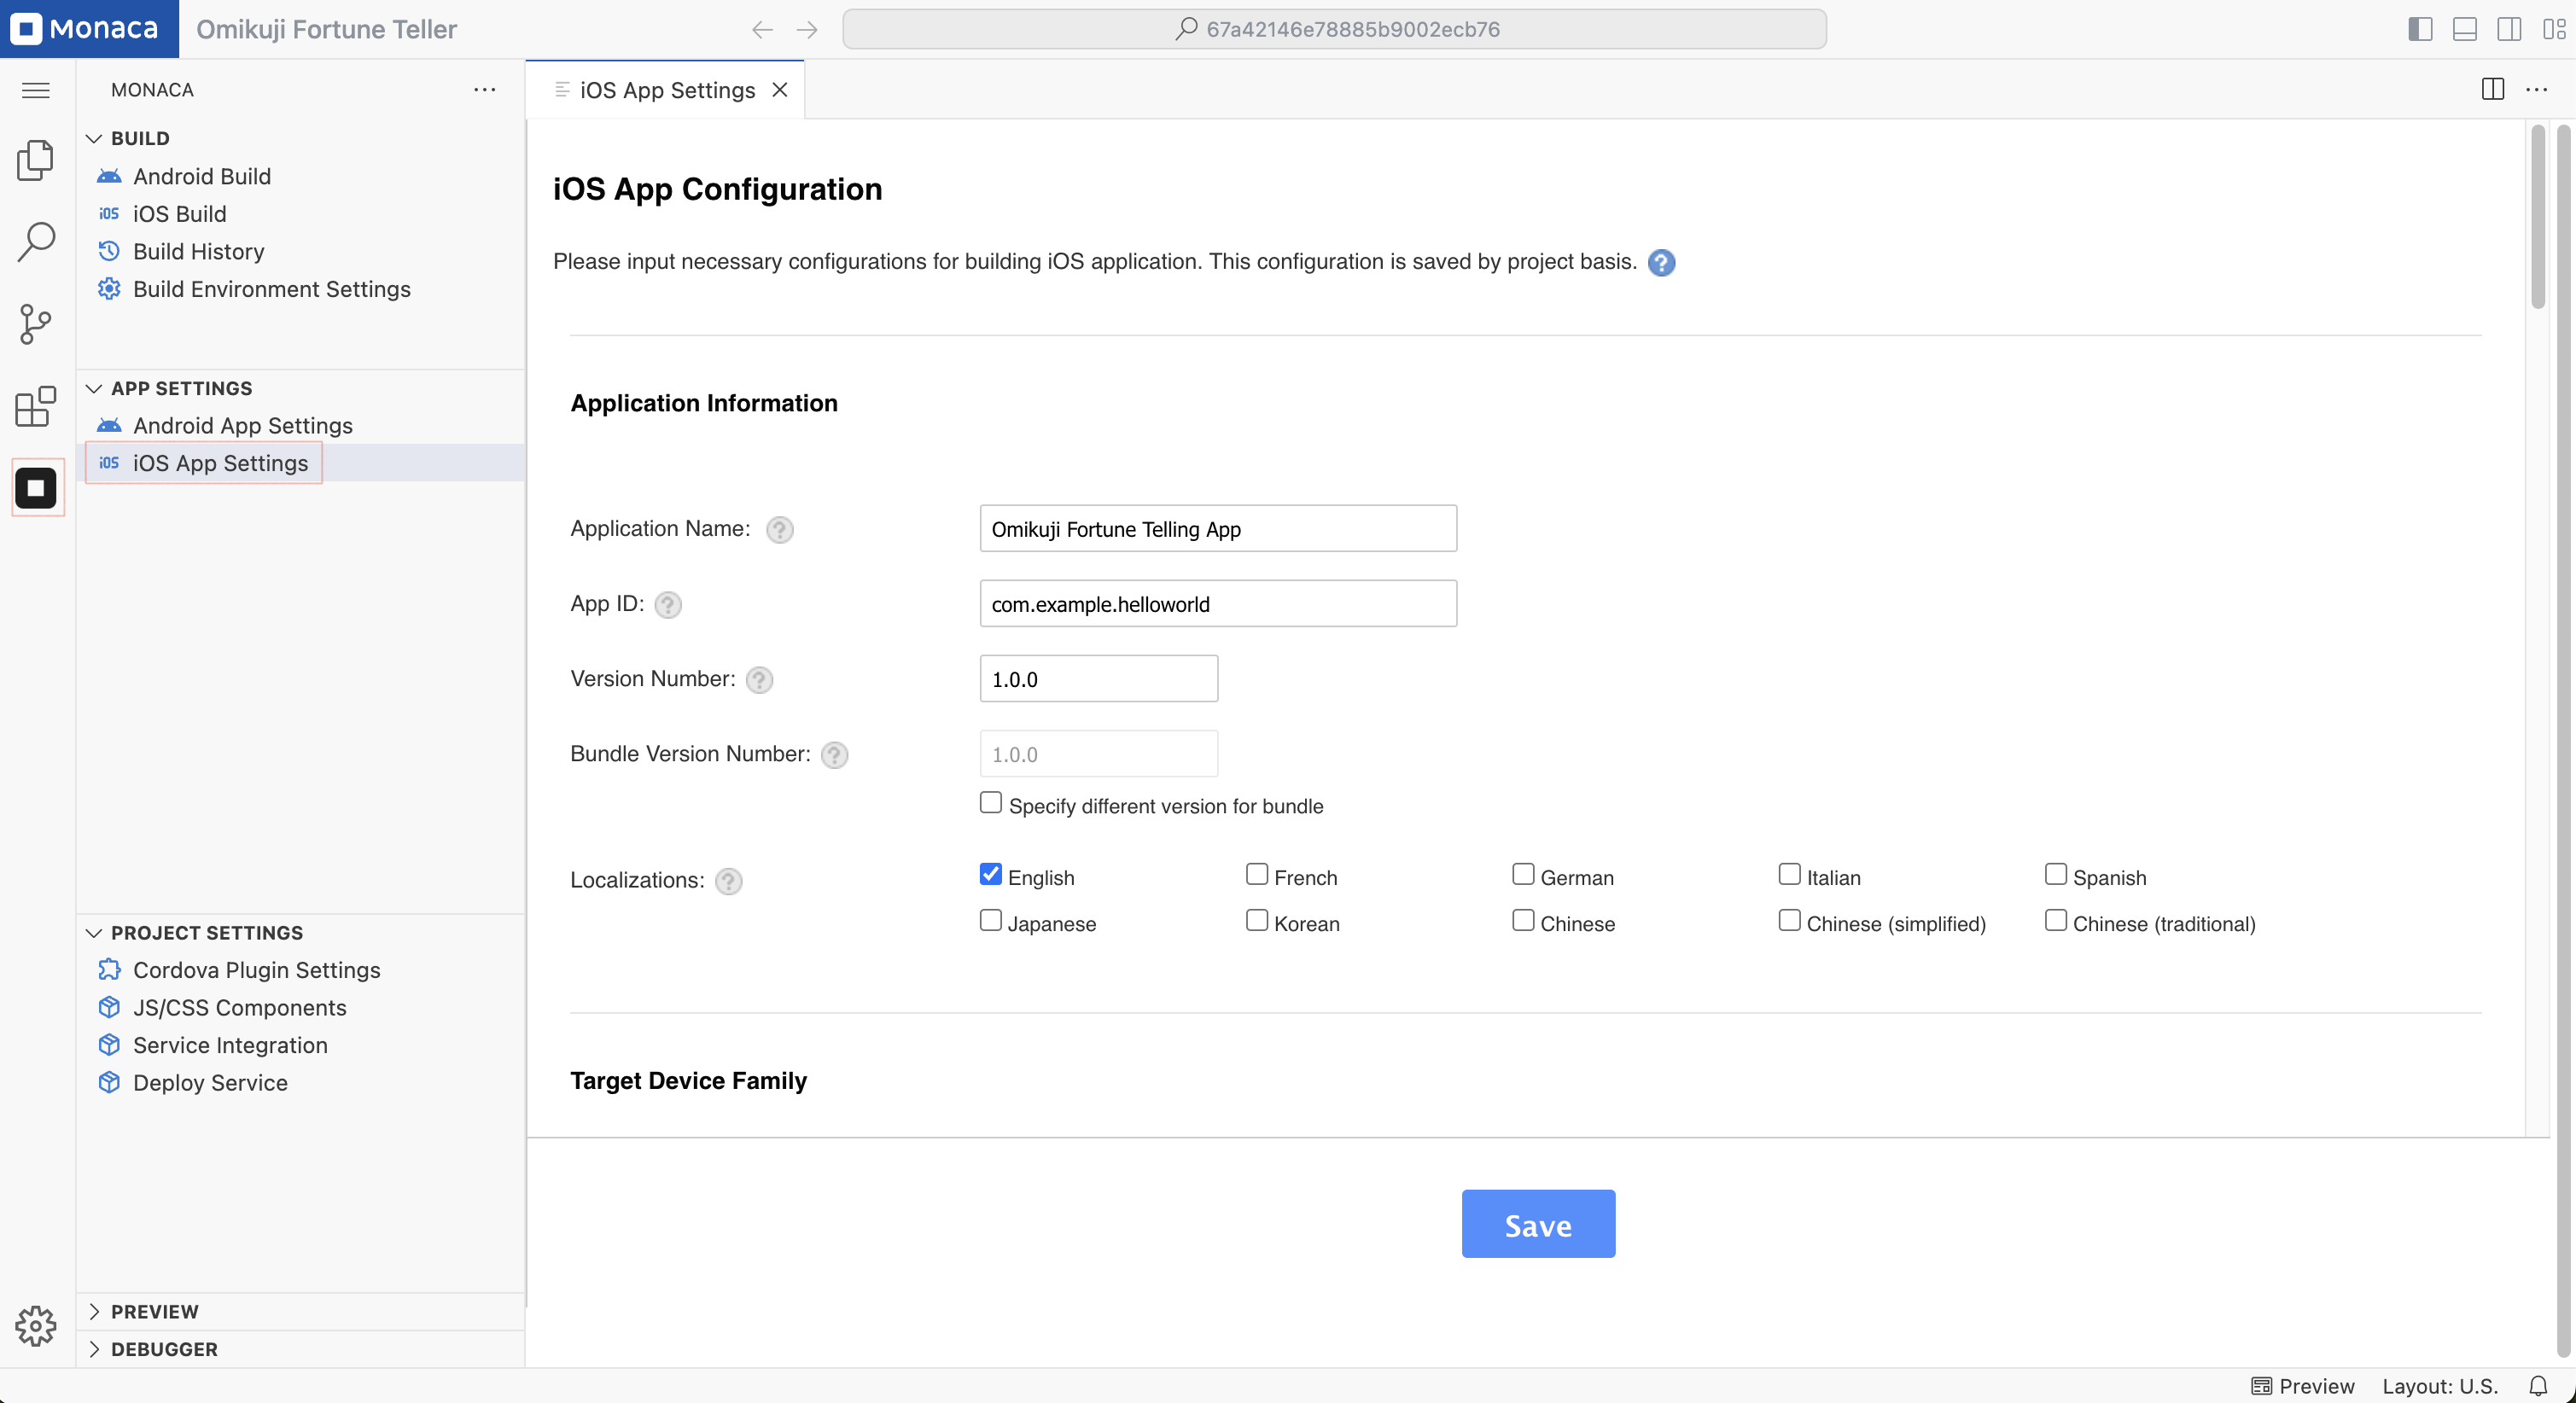 Monaca
Omikuji Fortune Teller
67a42146e78885b9002ecb76
MONACA
BUILD
Android Build
iOS Build
Build History
Build Environment Settings
APP SETTINGS
Android App Settings
iOS App Settings
PROJECT SETTINGS
Cordova Plugin Settings
JS/CSS Components
Service Integration
Deploy Service
PREVIEW
DEBUGGER
iOS App Settings
iOS App Configuration
Please input necessary configurations for building iOS application. This configuration is saved by project basis. ?
Application Information
Application Name: ? Omikuji Fortune Telling App
App ID: ? com.example.helloworld
Version Number: ? 1.0.0
Bundle Version Number: ? 1.0.0
Specify different version for bundle
Localizations: ? English French German Italian Spanish
Japanese Korean Chinese Chinese (simplified) Chinese (traditional)
Target Device Family
Save
Preview Layout: U.S.